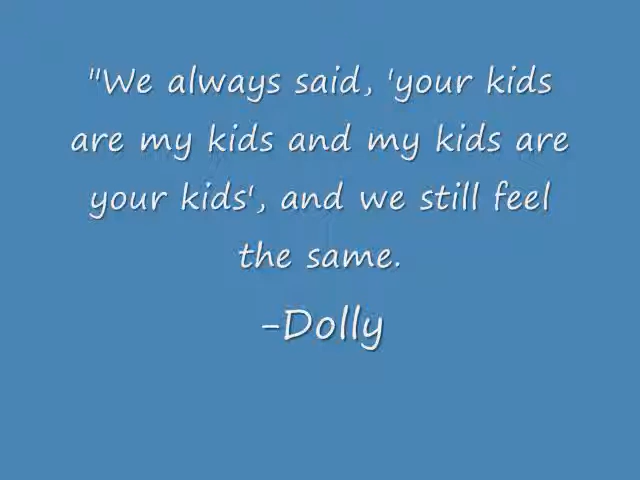 "We always said, 'your kids
are my kids and my kids are
your kids', and we still feel
the same.
-Dolly